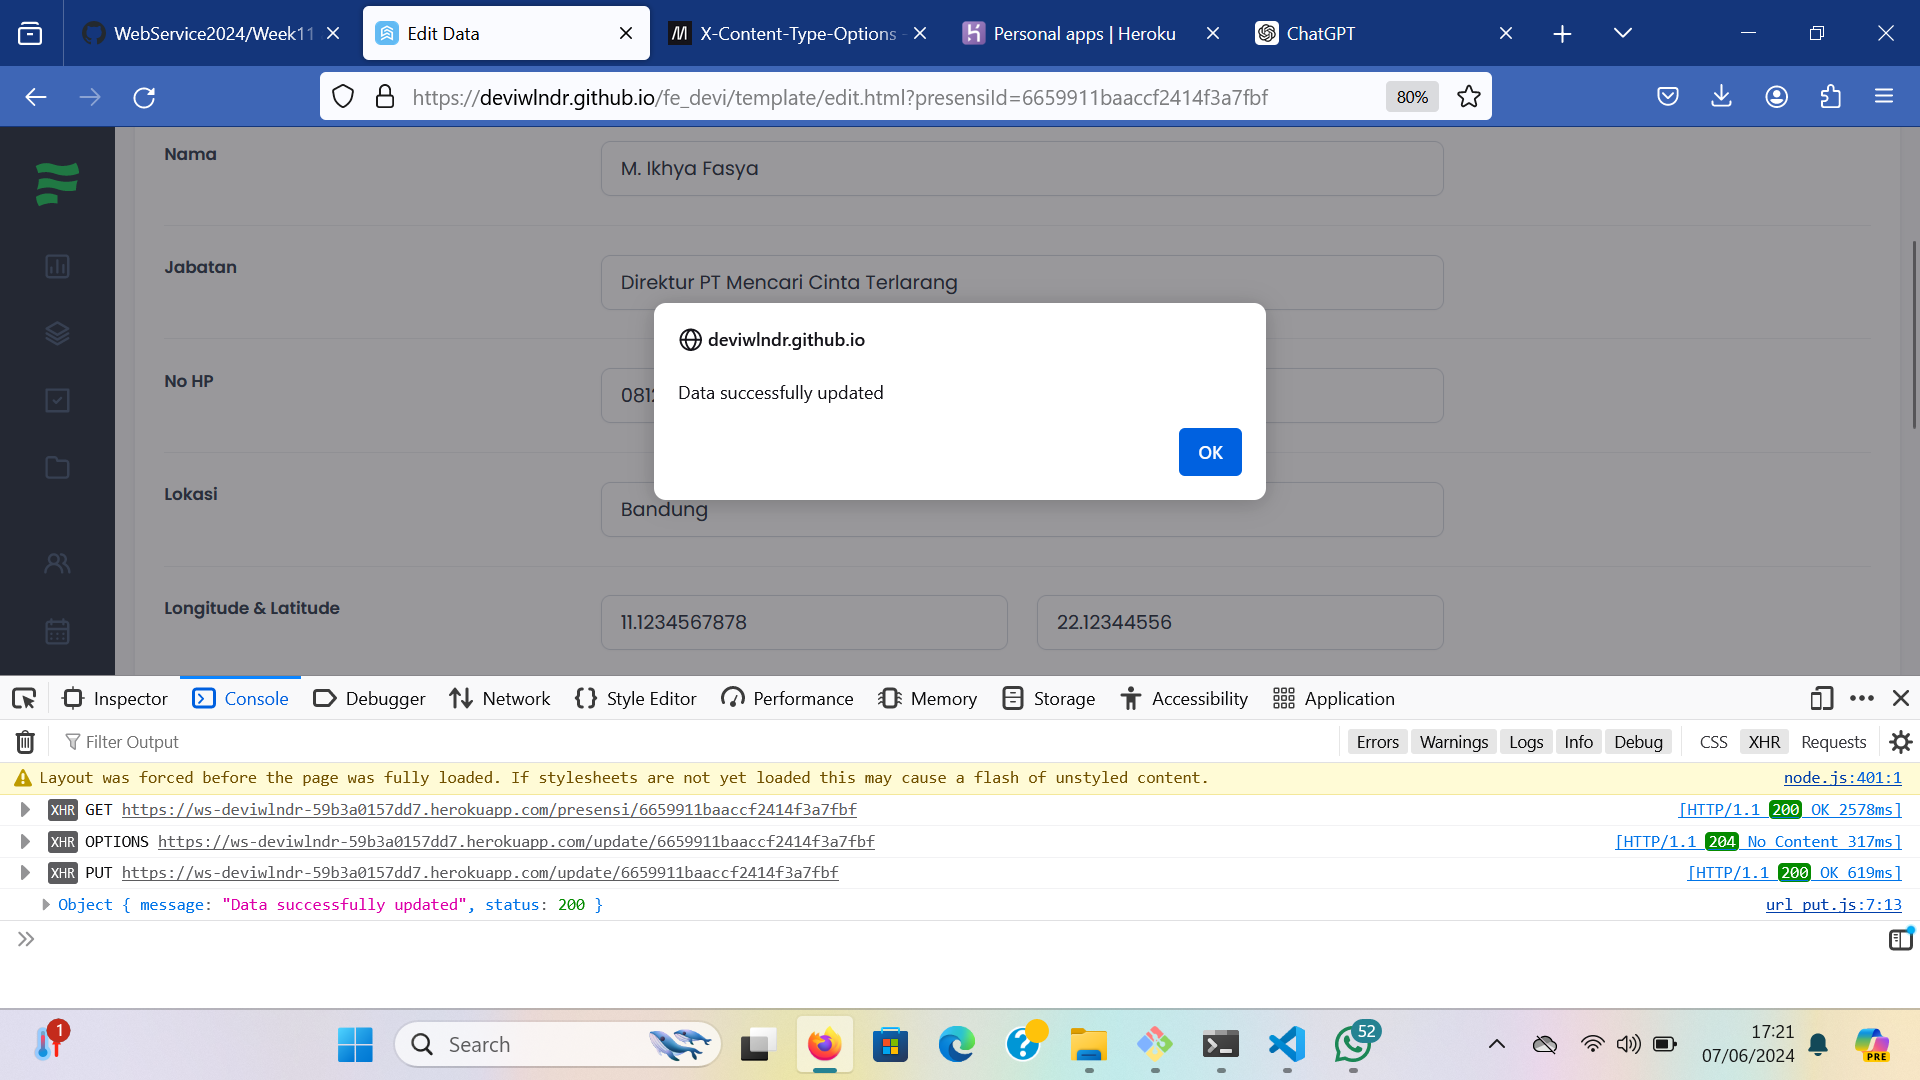 WebService2024/Week11
Edit Data
X-Content-Type-Options -
Personal apps | Heroku
ChatGPT
https://deviwlndr.github.io/fe_devi/template/edit.html?presensiId=6659911baaccf2414f3a7fbf
80%
Nama
M. Ikhya Fasya
Jabatan
Direktur PT Mencari Cinta Terlarang
deviwlndr.github.io
Data successfully updated
OK
No HP
081
Lokasi
Bandung
Longitude & Latitude
11.1234567878
22.12344556
Inspector
Console
Debugger
Network
Style Editor
Performance
Memory
Storage
Accessibility
Application
Filter Output
Errors
Warnings
Logs
Info
Debug
CSS
XHR
Requests
Layout was forced before the page was fully loaded. If stylesheets are not yet loaded this may cause a flash of unstyled content.
node.js:401:1
XHR GET https://ws-deviwlndr-59b3a0157dd7.herokuapp.com/presensi/6659911baaccf2414f3a7fbf
[HTTP/1.1 200 OK 2578ms]
XHR OPTIONS https://ws-deviwlndr-59b3a0157dd7.herokuapp.com/update/6659911baaccf2414f3a7fbf
[HTTP/1.1 204 No Content 317ms]
XHR PUT https://ws-deviwlndr-59b3a0157dd7.herokuapp.com/update/6659911baaccf2414f3a7fbf
[HTTP/1.1 200 OK 619ms]
Object { message: "Data successfully updated", status: 200 }
url_put.js:7:13
1
Search
52
17:21
07/06/2024
PRE